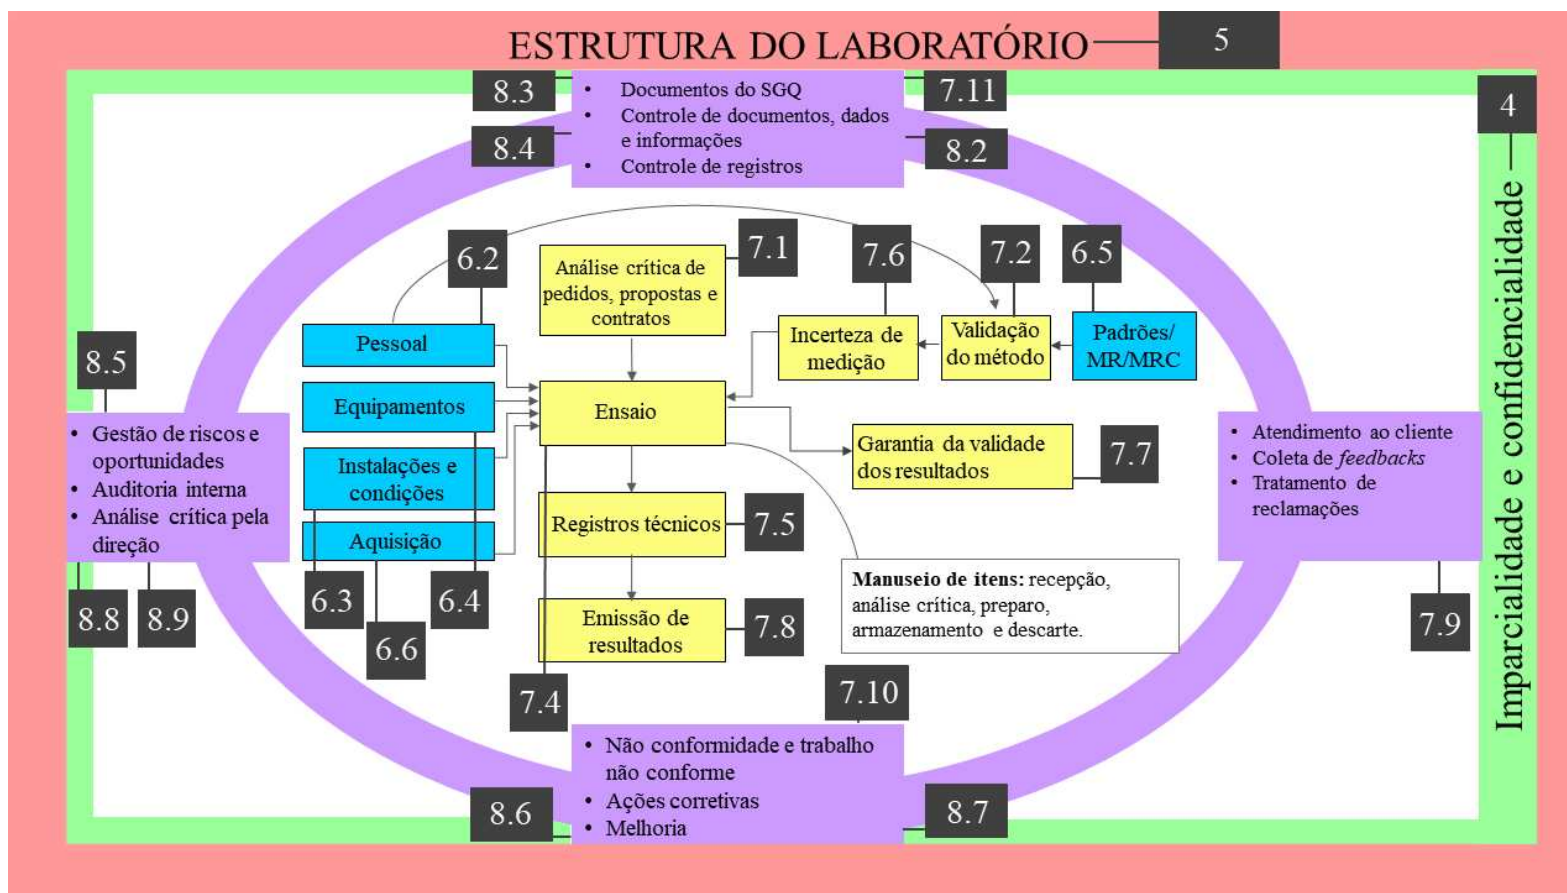 ESTRUTURA DO LABORATÓRIO
5
8.3
• Documentos do SGQ
• Controle de documentos, dados
e informações
• Controle de registros
7.11
8.4
8.2
4
Imparcialidade e confidencialidade
6.2
7.1
7.6
7.2
6.5
Análise crítica de
pedidos, propostas e
contratos
Pessoal
Incerteza de
medição
Validação
do método
Padrões/
MR/MRC
8.5
Equipamentos
Ensaio
• Gestão de riscos e
oportunidades
• Auditoria interna
• Análise crítica pela
direção
Instalações e
condições
Garantia da validade
dos resultados
7.7
• Atendimento ao cliente
• Coleta de feedbacks
• Tratamento de
reclamações
Aquisição
Registros técnicos
7.5
8.8
8.9
6.3
6.6
6.4
Emissão de
resultados
7.8
Manuseio de itens: recepção,
análise crítica, preparo,
armazenamento e descarte.
7.9
7.4
7.10
• Não conformidade e trabalho
não conforme
• Ações corretivas
• Melhoria
8.6
8.7